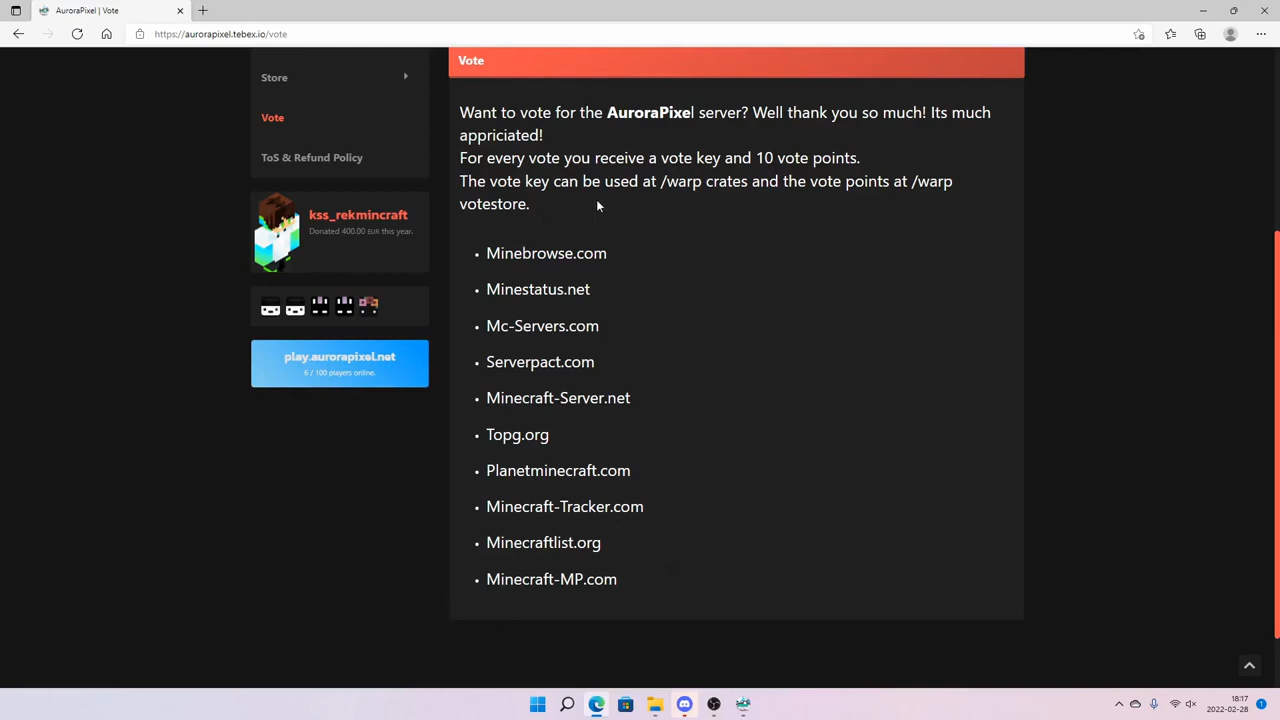 AuroraPixel | Vote
https://aurorapixel.tebex.io/vote
Store
Vote
ToS & Refund Policy
kss_rekmincraft
Donated 400.00 EUR this year.
play.aurorapixel.net
6 / 100 players online.
Vote
Want to vote for the AuroraPixel server? Well thank you so much! Its much
appriciated!
For every vote you receive a vote key and 10 vote points.
The vote key can be used at /warp crates and the vote points at /warp
votestore.
Minebrowse.com
Minestatus.net
Mc-Servers.com
Serverpact.com
Minecraft-Server.net
Topg.org
Planetminecraft.com
Minecraft-Tracker.com
Minecraftlist.org
Minecraft-MP.com
18:17
2022-02-28
1